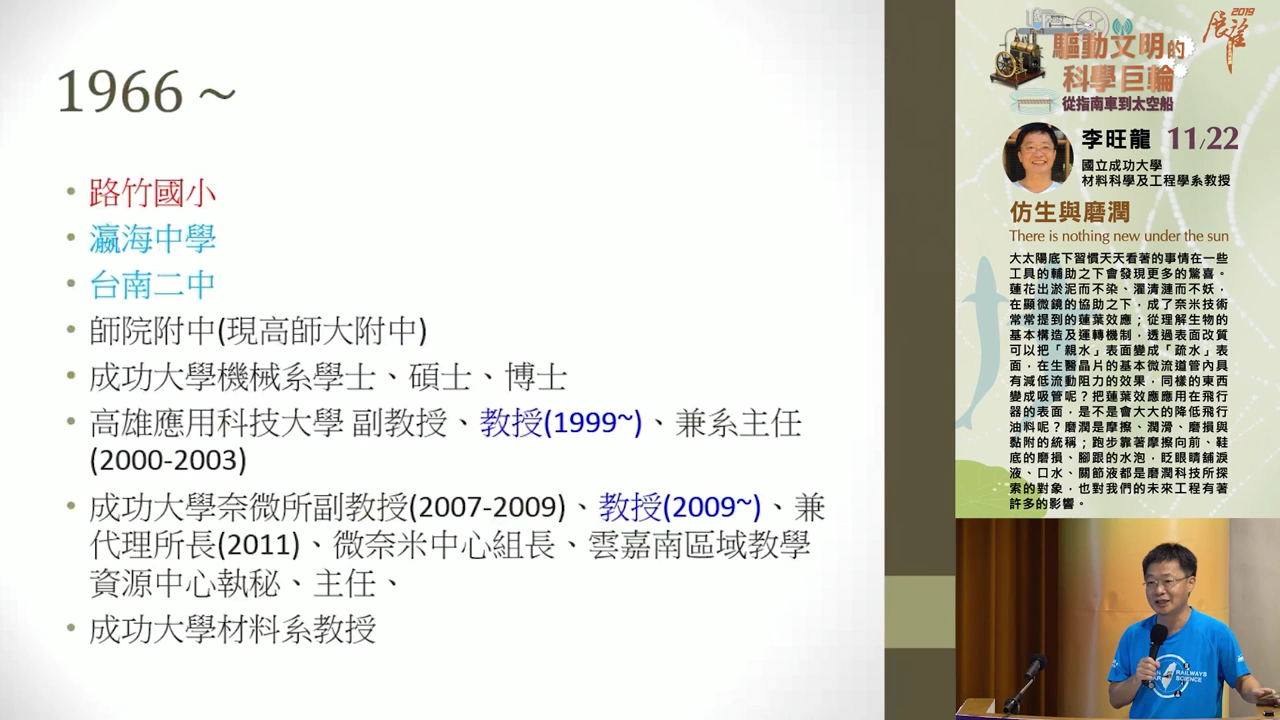 1966 ~
• 路竹國小
• 瀛海中學
• 台南二中
• 師院附中(現高師大附中)
• 成功大學機械系學士、碩士、博士
• 高雄應用科技大學 副教授、教授(1999~)、兼系主任
(2000-2003)
• 成功大學奈微所副教授(2007-2009)、教授(2009~)、兼
代理所長(2011)、微奈米中心組長、雲嘉南區域教學
資源中心執秘、主任、
• 成功大學材料系教授
2019
展望
驅動文明的
科學巨輪
從指南車到太空船
李旺龍 11/22
國立成功大學
材料科學及工程學系教授
仿生與磨潤
There is nothing new under the sun
大太陽底下習慣天天看著的事情在一些
工具的輔助之下會發現更多的驚喜。
蓮花出淤泥而不染、濯清漣而不妖，
在顯微鏡的協助之下，成了奈米技術
常常提到的蓮葉效應；從理解生物的
基本構造及運轉機制，透過表面改質
可以把「親水」表面變成「疏水」表
面，在生醫晶片的基本微流道管內具
有減低流動阻力的效果，同樣的東西
變成吸管呢？把蓮葉效應應用在飛行
器的表面，是不是會大大的降低飛行
油料呢？磨潤是摩擦、潤滑、磨損與
黏附的統稱；跑步靠著摩擦向前、鞋
底的磨損、腳跟的水泡，眨眼睛舖淚
液、口水、關節液都是磨潤科技所探
索的對象，也對我們的未來工程有著
許多的影響。
RAILWAYS
SCIENCE